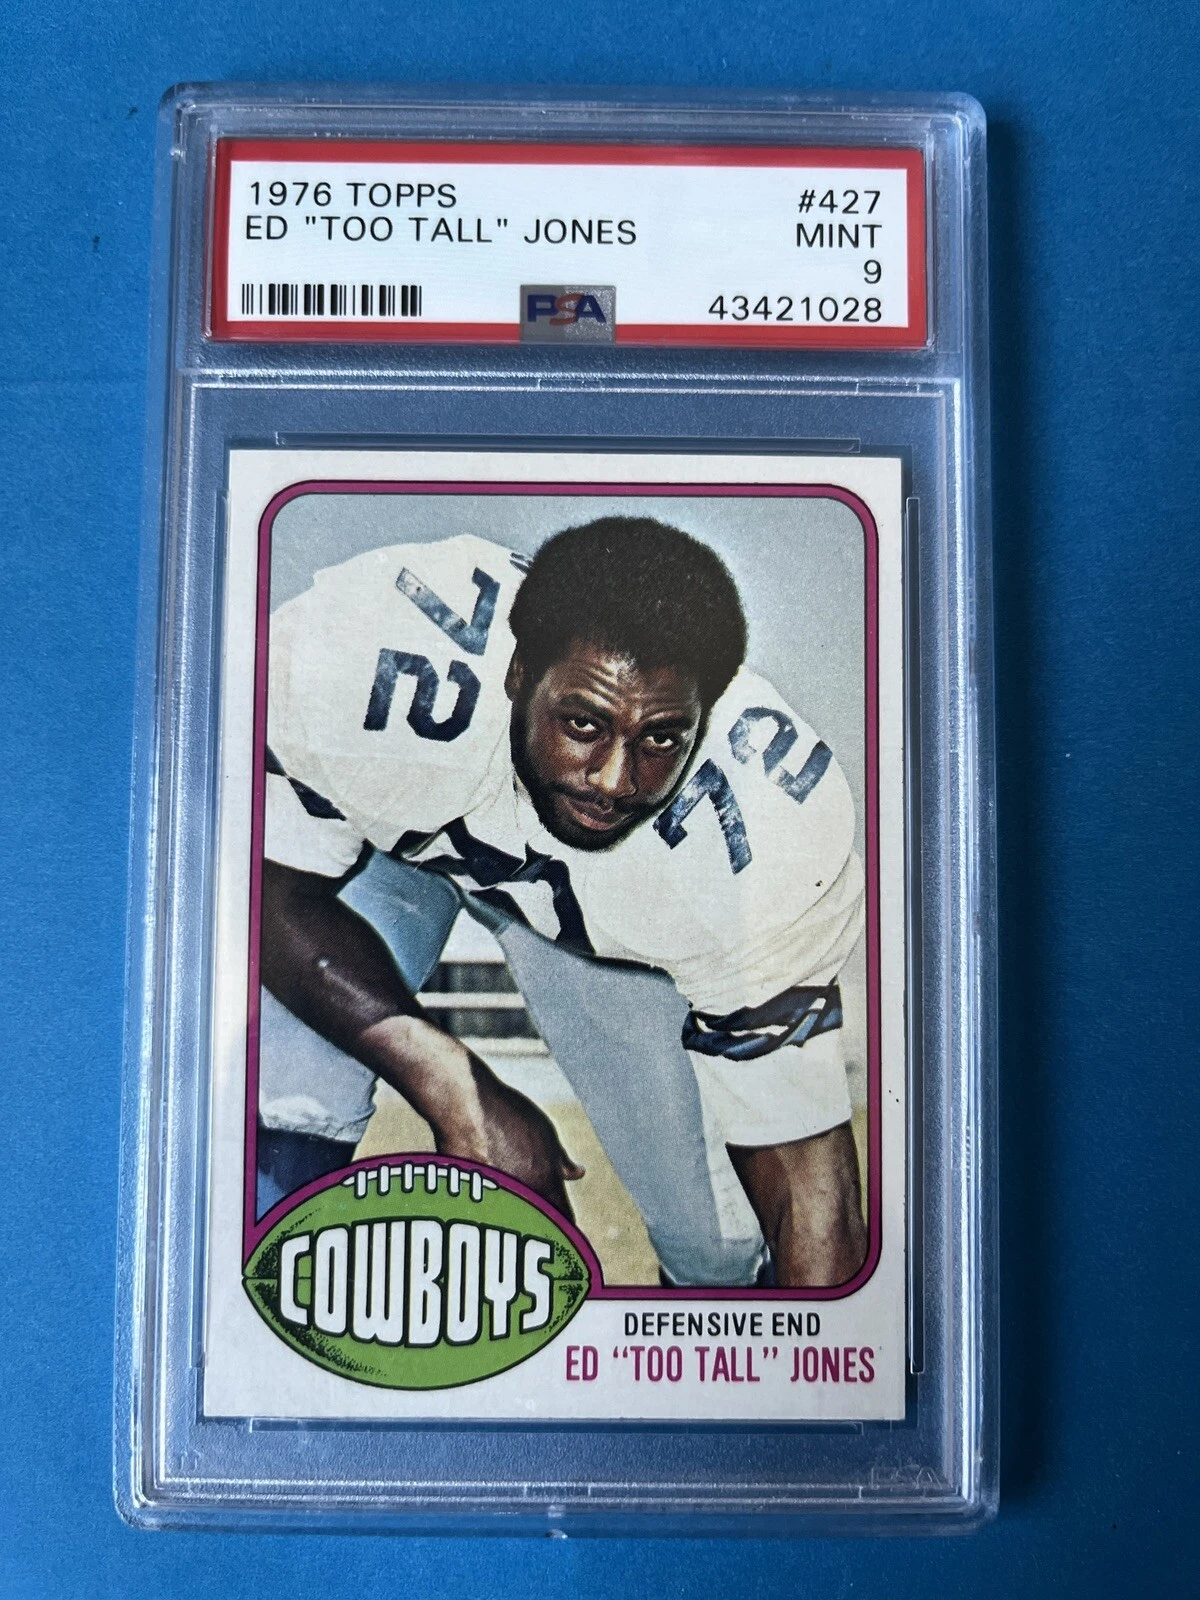 1976 TOPPS #427
ED "TOO TALL" JONES MINT
9
PSA 43421028
72
72
COWBOYS
DEFENSIVE END
ED “TOO TALL” JONES
PSA